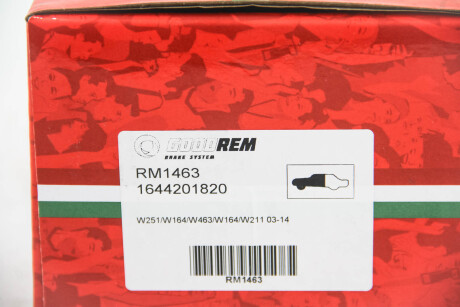 GOODREM
BRAKE SYSTEM
RM1463
1644201820
W251/W164/W463/W164/W211 03-14
RM1463